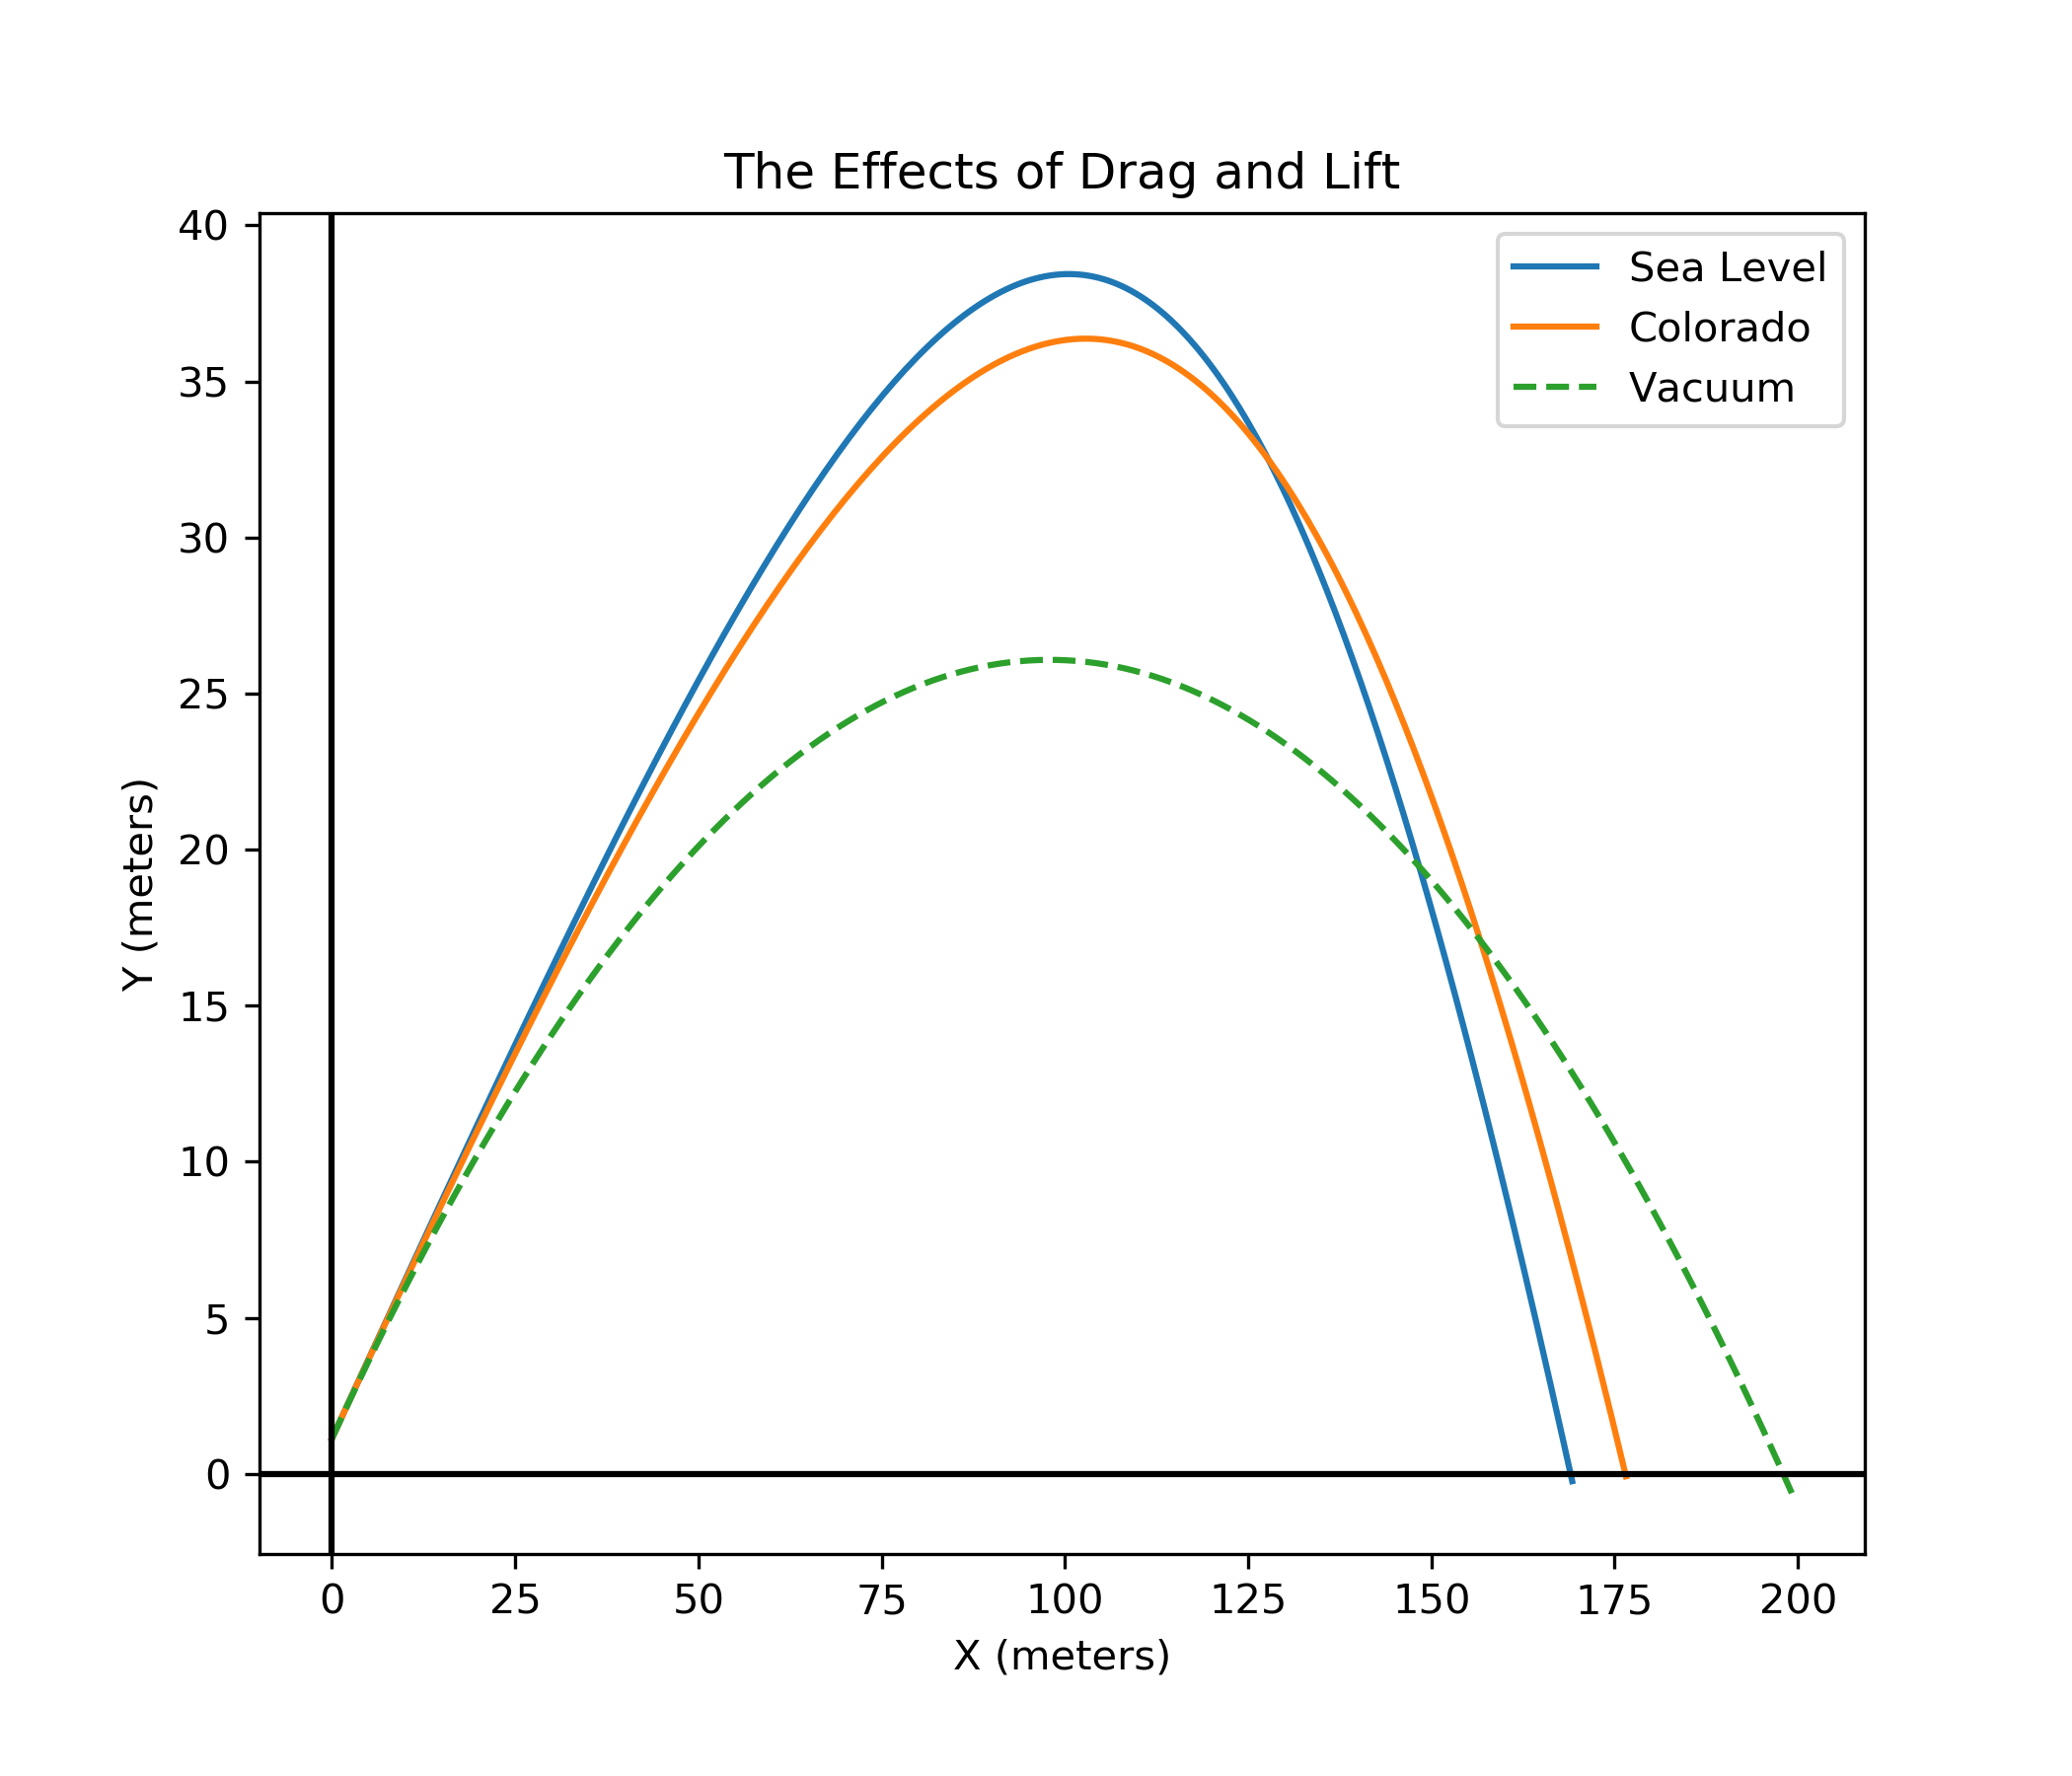 The Effects of Drag and Lift
40
35
30
25
20
15
10
5
0
Y (meters)
Sea Level
Colorado
Vacuum
0 25 50 75 100 125 150 175 200
X (meters)